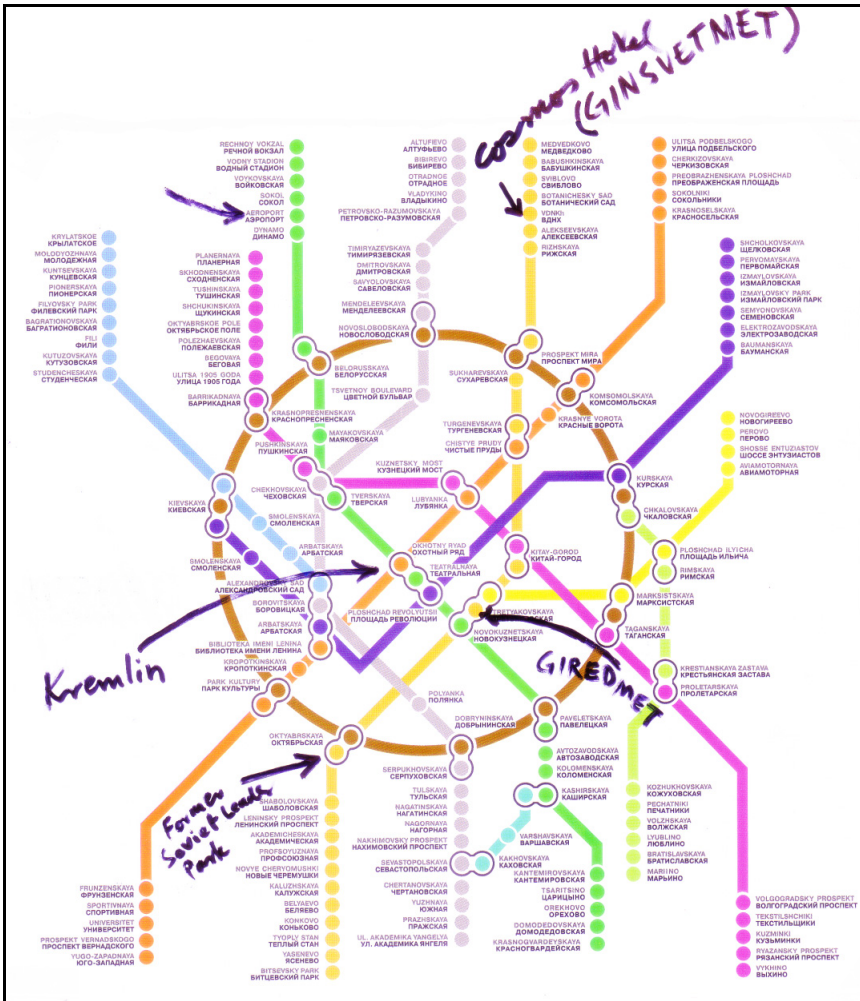 Cosmos Hotel
(GINSVETMET)
RECHNOY VOKZAL
РЕЧНОЙ ВОКЗАЛ
VODNY STADION
ВОДНЫЙ СТАДИОН
VOYKOVSKAYA
ВОЙКОВСКАЯ
SOKOL
СОКОЛ
AEROPORT
АЭРОПОРТ
DYNAMO
ДИНАМО
ALTUFIEVO
АЛТУФЬЕВО
BIBIREVO
БИБИРЕВО
OTRADNOE
ОТРАДНОЕ
VLADYKINO
ВЛАДЫКИНО
PETROVSKO-RAZUMOVSKAYA
ПЕТРОВСКО-РАЗУМОВСКАЯ
TIMIRYAZEVSKAYA
ТИМИРЯЗЕВСКАЯ
DMITROVSKAYA
ДМИТРОВСКАЯ
SAVYOLOVSKAYA
САВЕЛОВСКАЯ
MENDELEEVSKAYA
МЕНДЕЛЕЕВСКАЯ
NOVOSLOBODSKAYA
НОВОСЛОБОДСКАЯ
MEDVEDKOVO
МЕДВЕДКОВО
BABUSHKINSKAYA
БАБУШКИНСКАЯ
SVIBLOVO
СВИБЛОВО
BOTANICHESKY SAD
БОТАНИЧЕСКИЙ САД
VDNKh
ВДНХ
ALEKSEEVSKAYA
АЛЕКСЕЕВСКАЯ
RIZHSKAYA
РИЖСКАЯ
ULITSA PODBELSKOGO
УЛИЦА ПОДБЕЛЬСКОГО
CHERKIZOVSKAYA
ЧЕРКИЗОВСКАЯ
PREOBRAZHENSKAYA PLOSHCHAD
ПРЕОБРАЖЕНСКАЯ ПЛОЩАДЬ
SOKOLNIKI
СОКОЛЬНИКИ
KRASNOSELSKAYA
КРАСНОСЕЛЬСКАЯ
KRYLATSKOE
КРЫЛАТСКОЕ
MOLODYOZHNAYA
МОЛОДЕЖНАЯ
KUNTSEVSKAYA
КУНЦЕВСКАЯ
PIONERSKAYA
ПИОНЕРСКАЯ
FILYOVSKY PARK
ФИЛЕВСКИЙ ПАРК
BAGRATIONOVSKAYA
БАГРАТИОНОВСКАЯ
FILI
ФИЛИ
KUTUZOVSKAYA
КУТУЗОВСКАЯ
STUDENCHESKAYA
СТУДЕНЧЕСКАЯ
PLANERNAYA
ПЛАНЕРНАЯ
SKHODNENSKAYA
СХОДНЕНСКАЯ
TUSHINSKAYA
ТУШИНСКАЯ
SHCHUKINSKAYA
ЩУКИНСКАЯ
OKTYABRSKOE POLE
ОКТЯБРЬСКОЕ ПОЛЕ
POLEZHAEVSKAYA
ПОЛЕЖАЕВСКАЯ
BEGOVAYA
БЕГОВАЯ
ULITSA 1905 GODA
УЛИЦА 1905 ГОДА
BARRIKADNAYA
БАРРИКАДНАЯ
SHCHOLKOVSKAYA
ЩЕЛКОВСКАЯ
PERVOMAYSKAYA
ПЕРВОМАЙСКАЯ
IZMAYLOVSKAYA
ИЗМАЙЛОВСКАЯ
IZMAYLOVSKY PARK
ИЗМАЙЛОВСКИЙ ПАРК
SEMYONOVSKAYA
СЕМЕНОВСКАЯ
ELEKTROZAVODSKAYA
ЭЛЕКТРОЗАВОДСКАЯ
BAUMANSKAYA
БАУМАНСКАЯ
BELORUSSKAYA
БЕЛОРУССКАЯ
TSVETNOY BOULEVARD
ЦВЕТНОЙ БУЛЬВАР
SUKHAREVSKAYA
СУХАРЕВСКАЯ
PROSPEKT MIRA
ПРОСПЕКТ МИРА
KOMSOMOLSKAYA
КОМСОМОЛЬСКАЯ
KRASNOPRESNENSKAYA
КРАСНОПРЕСНЕНСКАЯ
MAYAKOVSKAYA
МАЯКОВСКАЯ
TURGENEVSKAYA
ТУРГЕНЕВСКАЯ
KRASNYE VOROTA
КРАСНЫЕ ВОРОТА
CHISTYE PRUDY
ЧИСТЫЕ ПРУДЫ
NOVOGIREEVO
НОВОГИРЕЕВО
PEROVO
ПЕРОВО
SHOSSE ENTUZIASTOV
ШОССЕ ЭНТУЗИАСТОВ
AVIAMOTORNAYA
АВИАМОТОРНАЯ
PUSHKINSKAYA
ПУШКИНСКАЯ
KUZNETSKY MOST
КУЗНЕЦКИЙ МОСТ
CHEKHOVSKAYA
ЧЕХОВСКАЯ
TVERSKAYA
ТВЕРСКАЯ
LUBYANKA
ЛУБЯНКА
KURSKAYA
КУРСКАЯ
CHKALOVSKAYA
ЧКАЛОВСКАЯ
KIEVSKAYA
КИЕВСКАЯ
SMOLENSKAYA
СМОЛЕНСКАЯ
ARBATSKAYA
АРБАТСКАЯ
OKHOTNY RYAD
ОХОТНЫЙ РЯД
TEATRALNAYA
ТЕАТРАЛЬНАЯ
KITAY-GOROD
КИТАЙ-ГОРОД
PLOSHCHAD ILYICHA
ПЛОЩАДЬ ИЛЬИЧА
RIMSKAYA
РИМСКАЯ
SMOLENSKAYA
СМОЛЕНСКАЯ
ALEXANDROVSKY SAD
АЛЕКСАНДРОВСКИЙ САД
BOROVITSKAYA
БОРОВИЦКАЯ
PLOSHCHAD REVOLYUTSII
ПЛОЩАДЬ РЕВОЛЮЦИИ
TRETYAKOVSKAYA
MARKSISTSKAYA
МАРКСИСТСКАЯ
ARBATSKAYA
АРБАТСКАЯ
NOVOKUZNETSKAYA
НОВОКУЗНЕЦКАЯ
TAGANSKAYA
ТАГАНСКАЯ
BIBLIOTEKA IMENI LENINA
БИБЛИОТЕКА ИМЕНИ ЛЕНИНА
KROPOTKINSKAYA
КРОПОТКИНСКАЯ
Kremlin
GIREDMET
KRESTIANSKAYA ZASTAVA
КРЕСТЬЯНСКАЯ ЗАСТАВА
PROLETARSKAYA
ПРОЛЕТАРСКАЯ
PARK KULTURY
ПАРК КУЛЬТУРЫ
POLYANKA
ПОЛЯНКА
OKTYABRSKAYA
ОКТЯБРЬСКАЯ
DOBRYNINSKAYA
ДОБРЫНИНСКАЯ
PAVELETSKAYA
ПАВЕЛЕЦКАЯ
SERPUKHOVSKAYA
СЕРПУХОВСКАЯ
AVTOZAVODSKAYA
АВТОЗАВОДСКАЯ
KOLOMENSKAYA
КОЛОМЕНСКАЯ
KASHIRSKAYA
КАШИРСКАЯ
Former
Soviet Leader
Park
SHABOLOVSKAYA
ШАБОЛОВСКАЯ
LENINSKY PROSPEKT
ЛЕНИНСКИЙ ПРОСПЕКТ
AKADEMICHESKAYA
АКАДЕМИЧЕСКАЯ
PROFSOYUZNAYA
ПРОФСОЮЗНАЯ
NOVYE CHERYOMUSHKI
НОВЫЕ ЧЕРЕМУШКИ
KALUZHSKAYA
КАЛУЖСКАЯ
BELYAEVO
БЕЛЯЕВО
KONKOVO
КОНЬКОВО
TYOPLY STAN
ТЕПЛЫЙ СТАН
YASENEVO
ЯСЕНЕВО
BITSEVSKY PARK
БИТЦЕВСКИЙ ПАРК
TULSKAYA
ТУЛЬСКАЯ
NAGATINSKAYA
НАГАТИНСКАЯ
NAGORNAYA
НАГОРНАЯ
NAKHIMOVSKY PROSPEKT
НАХИМОВСКИЙ ПРОСПЕКТ
SEVASTOPOLSKAYA
СЕВАСТОПОЛЬСКАЯ
CHERTANOVSKAYA
ЧЕРТАНОВСКАЯ
YUZHNAYA
ЮЖНАЯ
PRAZHSKAYA
ПРАЖСКАЯ
UL. AKADEMIKA YANGELYA
УЛ. АКАДЕМИКА ЯНГЕЛЯ
VARSHAVSKAYA
ВАРШАВСКАЯ
KAKHOVSKAYA
КАХОВСКАЯ
KANTEMIROVSKAYA
КАНТЕМИРОВСКАЯ
TSARITSINO
ЦАРИЦЫНО
OREKHOVO
ОРЕХОВО
DOMODEDOVSKAYA
ДОМОДЕДОВСКАЯ
KRASNOGVARDEYSKAYA
КРАСНОГВАРДЕЙСКАЯ
KOZHUKHOVSKAYA
КОЖУХОВСКАЯ
PECHATNIKI
ПЕЧАТНИКИ
VOLZHSKAYA
ВОЛЖСКАЯ
LYUBLINO
ЛЮБЛИНО
BRATISLAVSKAYA
БРАТИСЛАВСКАЯ
MARIINO
МАРЬИНО
FRUNZENSKAYA
ФРУНЗЕНСКАЯ
SPORTIVNAYA
СПОРТИВНАЯ
UNIVERSITET
УНИВЕРСИТЕТ
PROSPEKT VERNADSKOGO
ПРОСПЕКТ ВЕРНАДСКОГО
YUGO-ZAPADNAYA
ЮГО-ЗАПАДНАЯ
VOLGOGRADSKY PROSPEKT
ВОЛГОГРАДСКИЙ ПРОСПЕКТ
TEKSTILSHCHIKI
ТЕКСТИЛЬЩИКИ
KUZMINKI
КУЗЬМИНКИ
RYAZANSKY PROSPEKT
РЯЗАНСКИЙ ПРОСПЕКТ
VYKHINO
ВЫХИНО